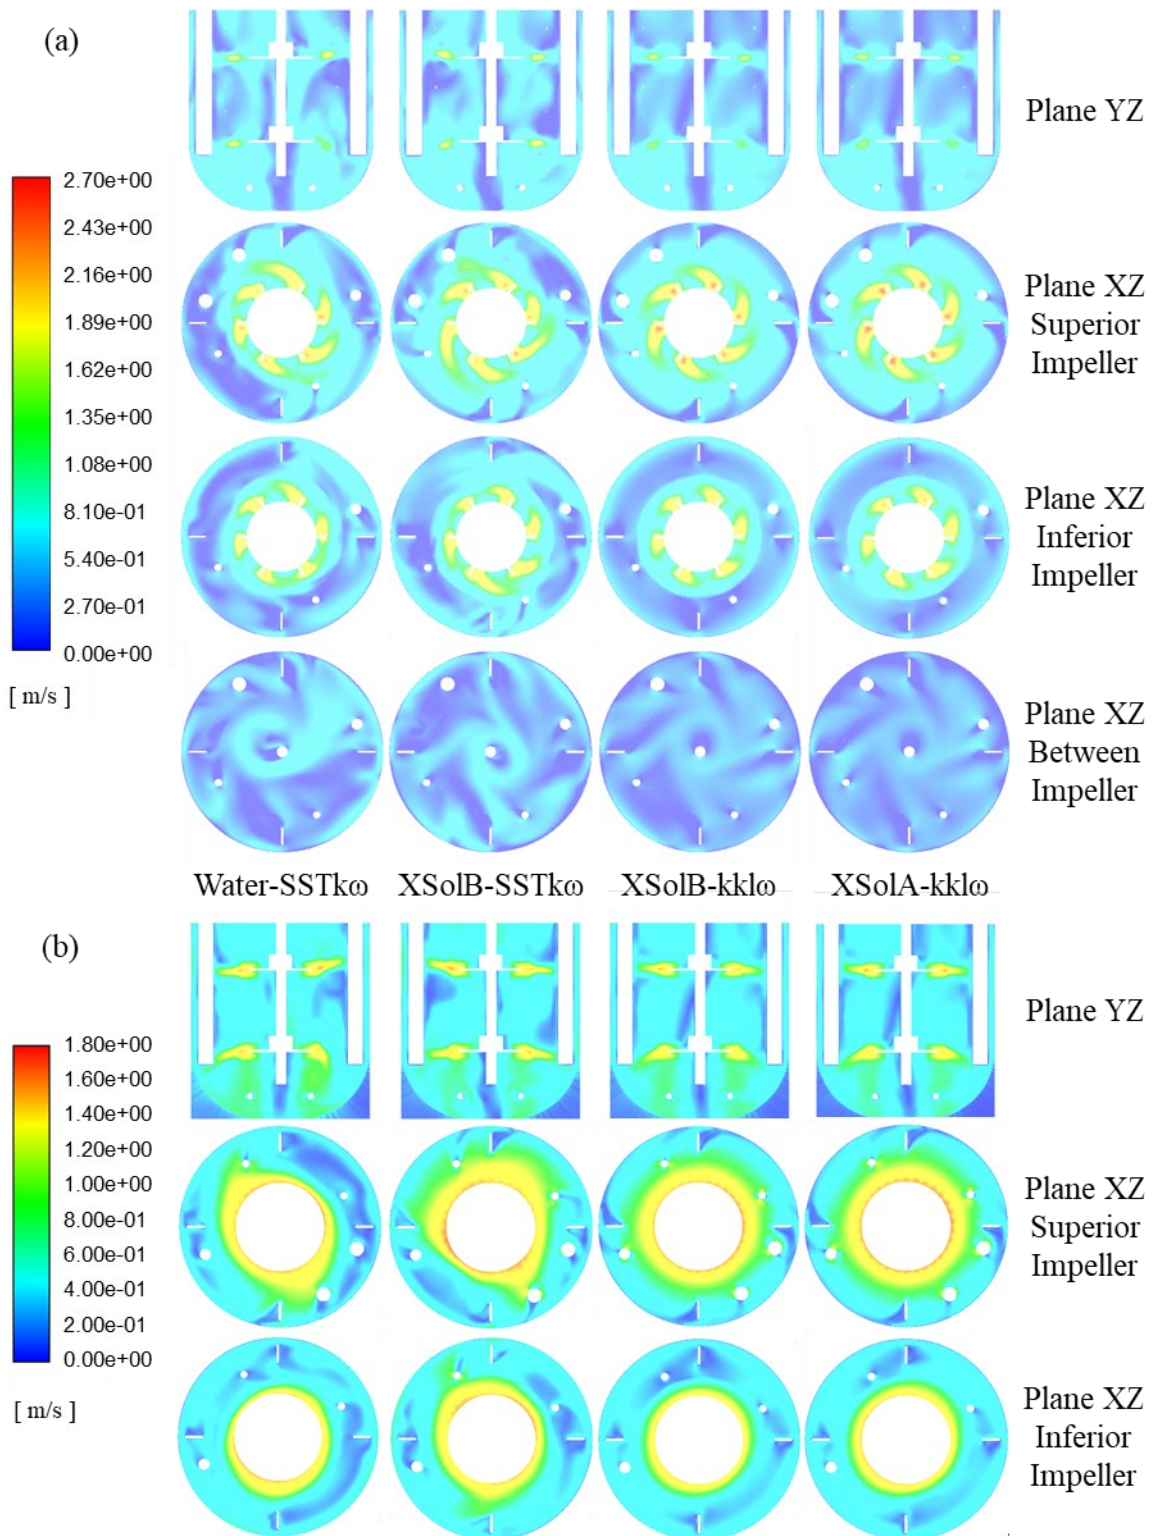 (a)
Plane YZ
2.70e+00
2.43e+00
2.16e+00
1.89e+00
1.62e+00
1.35e+00
1.08e+00
8.10e-01
5.40e-01
2.70e-01
0.00e+00
[ m/s ]
Plane XZ
Superior
Impeller
Plane XZ
Inferior
Impeller
Plane XZ
Between
Impeller
Water-SSTkω
XSolB-SSTkω
XSolB-kklω
XSolA-kklω
(b)
Plane YZ
1.80e+00
1.60e+00
1.40e+00
1.20e+00
1.00e+00
8.00e-01
6.00e-01
4.00e-01
2.00e-01
0.00e+00
[ m/s ]
Plane XZ
Superior
Impeller
Plane XZ
Inferior
Impeller